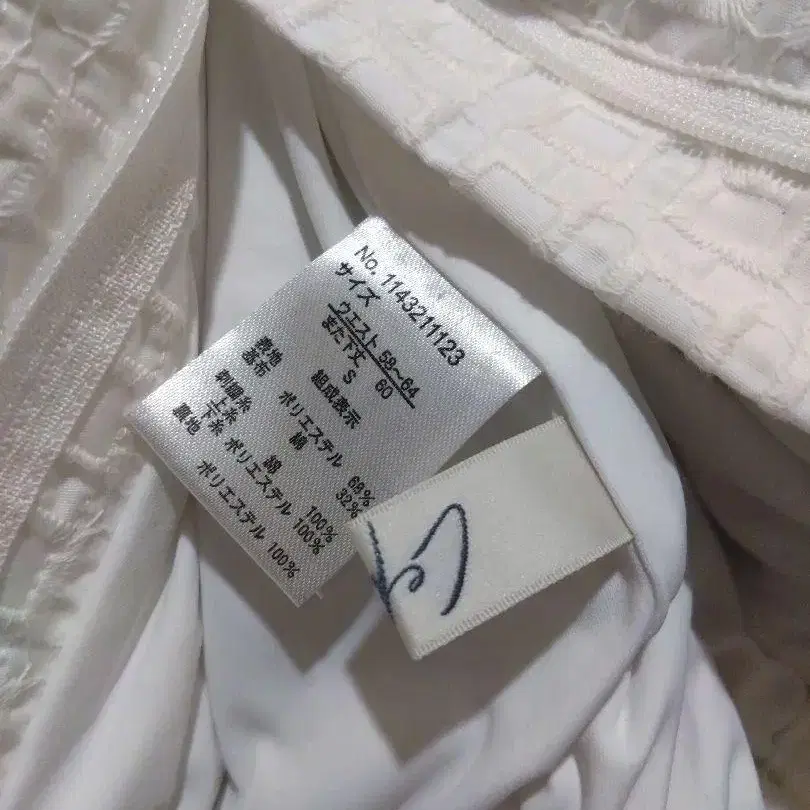 No. 1143211123
サイズ
ウエスト 58~64
また下丈 60
S
組成表示
表地
基布 ポリエステル 68%
綿 32%
刺繍糸
上糸 綿 100%
下糸 ポリエステル 100%
裏地 ポリエステル 100%